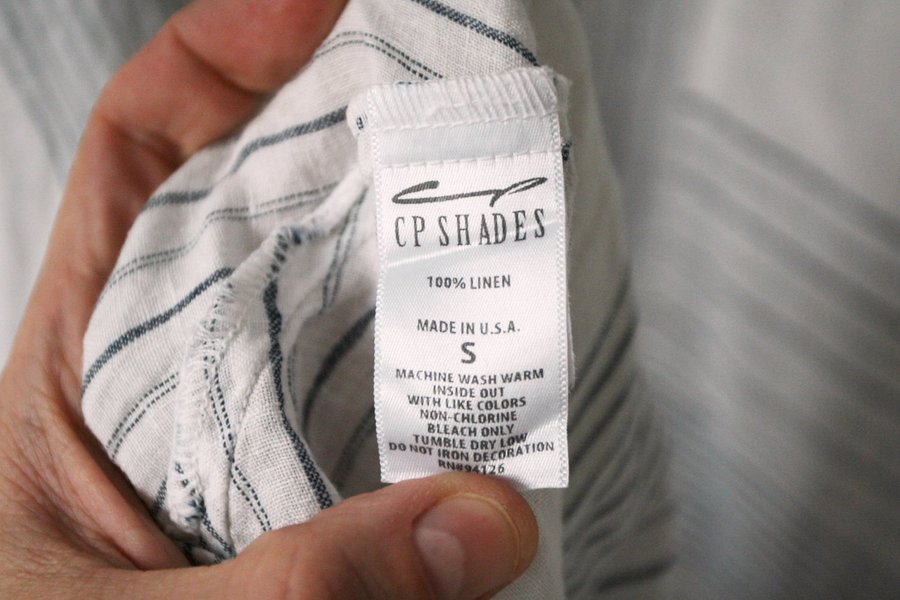 CP
CP SHADES
100% LINEN
MADE IN U.S.A.
S
MACHINE WASH WARM
INSIDE OUT
WITH LIKE COLORS
NON-CHLORINE
BLEACH ONLY
TUMBLE DRY LOW
DO NOT IRON DECORATION
RN#94126